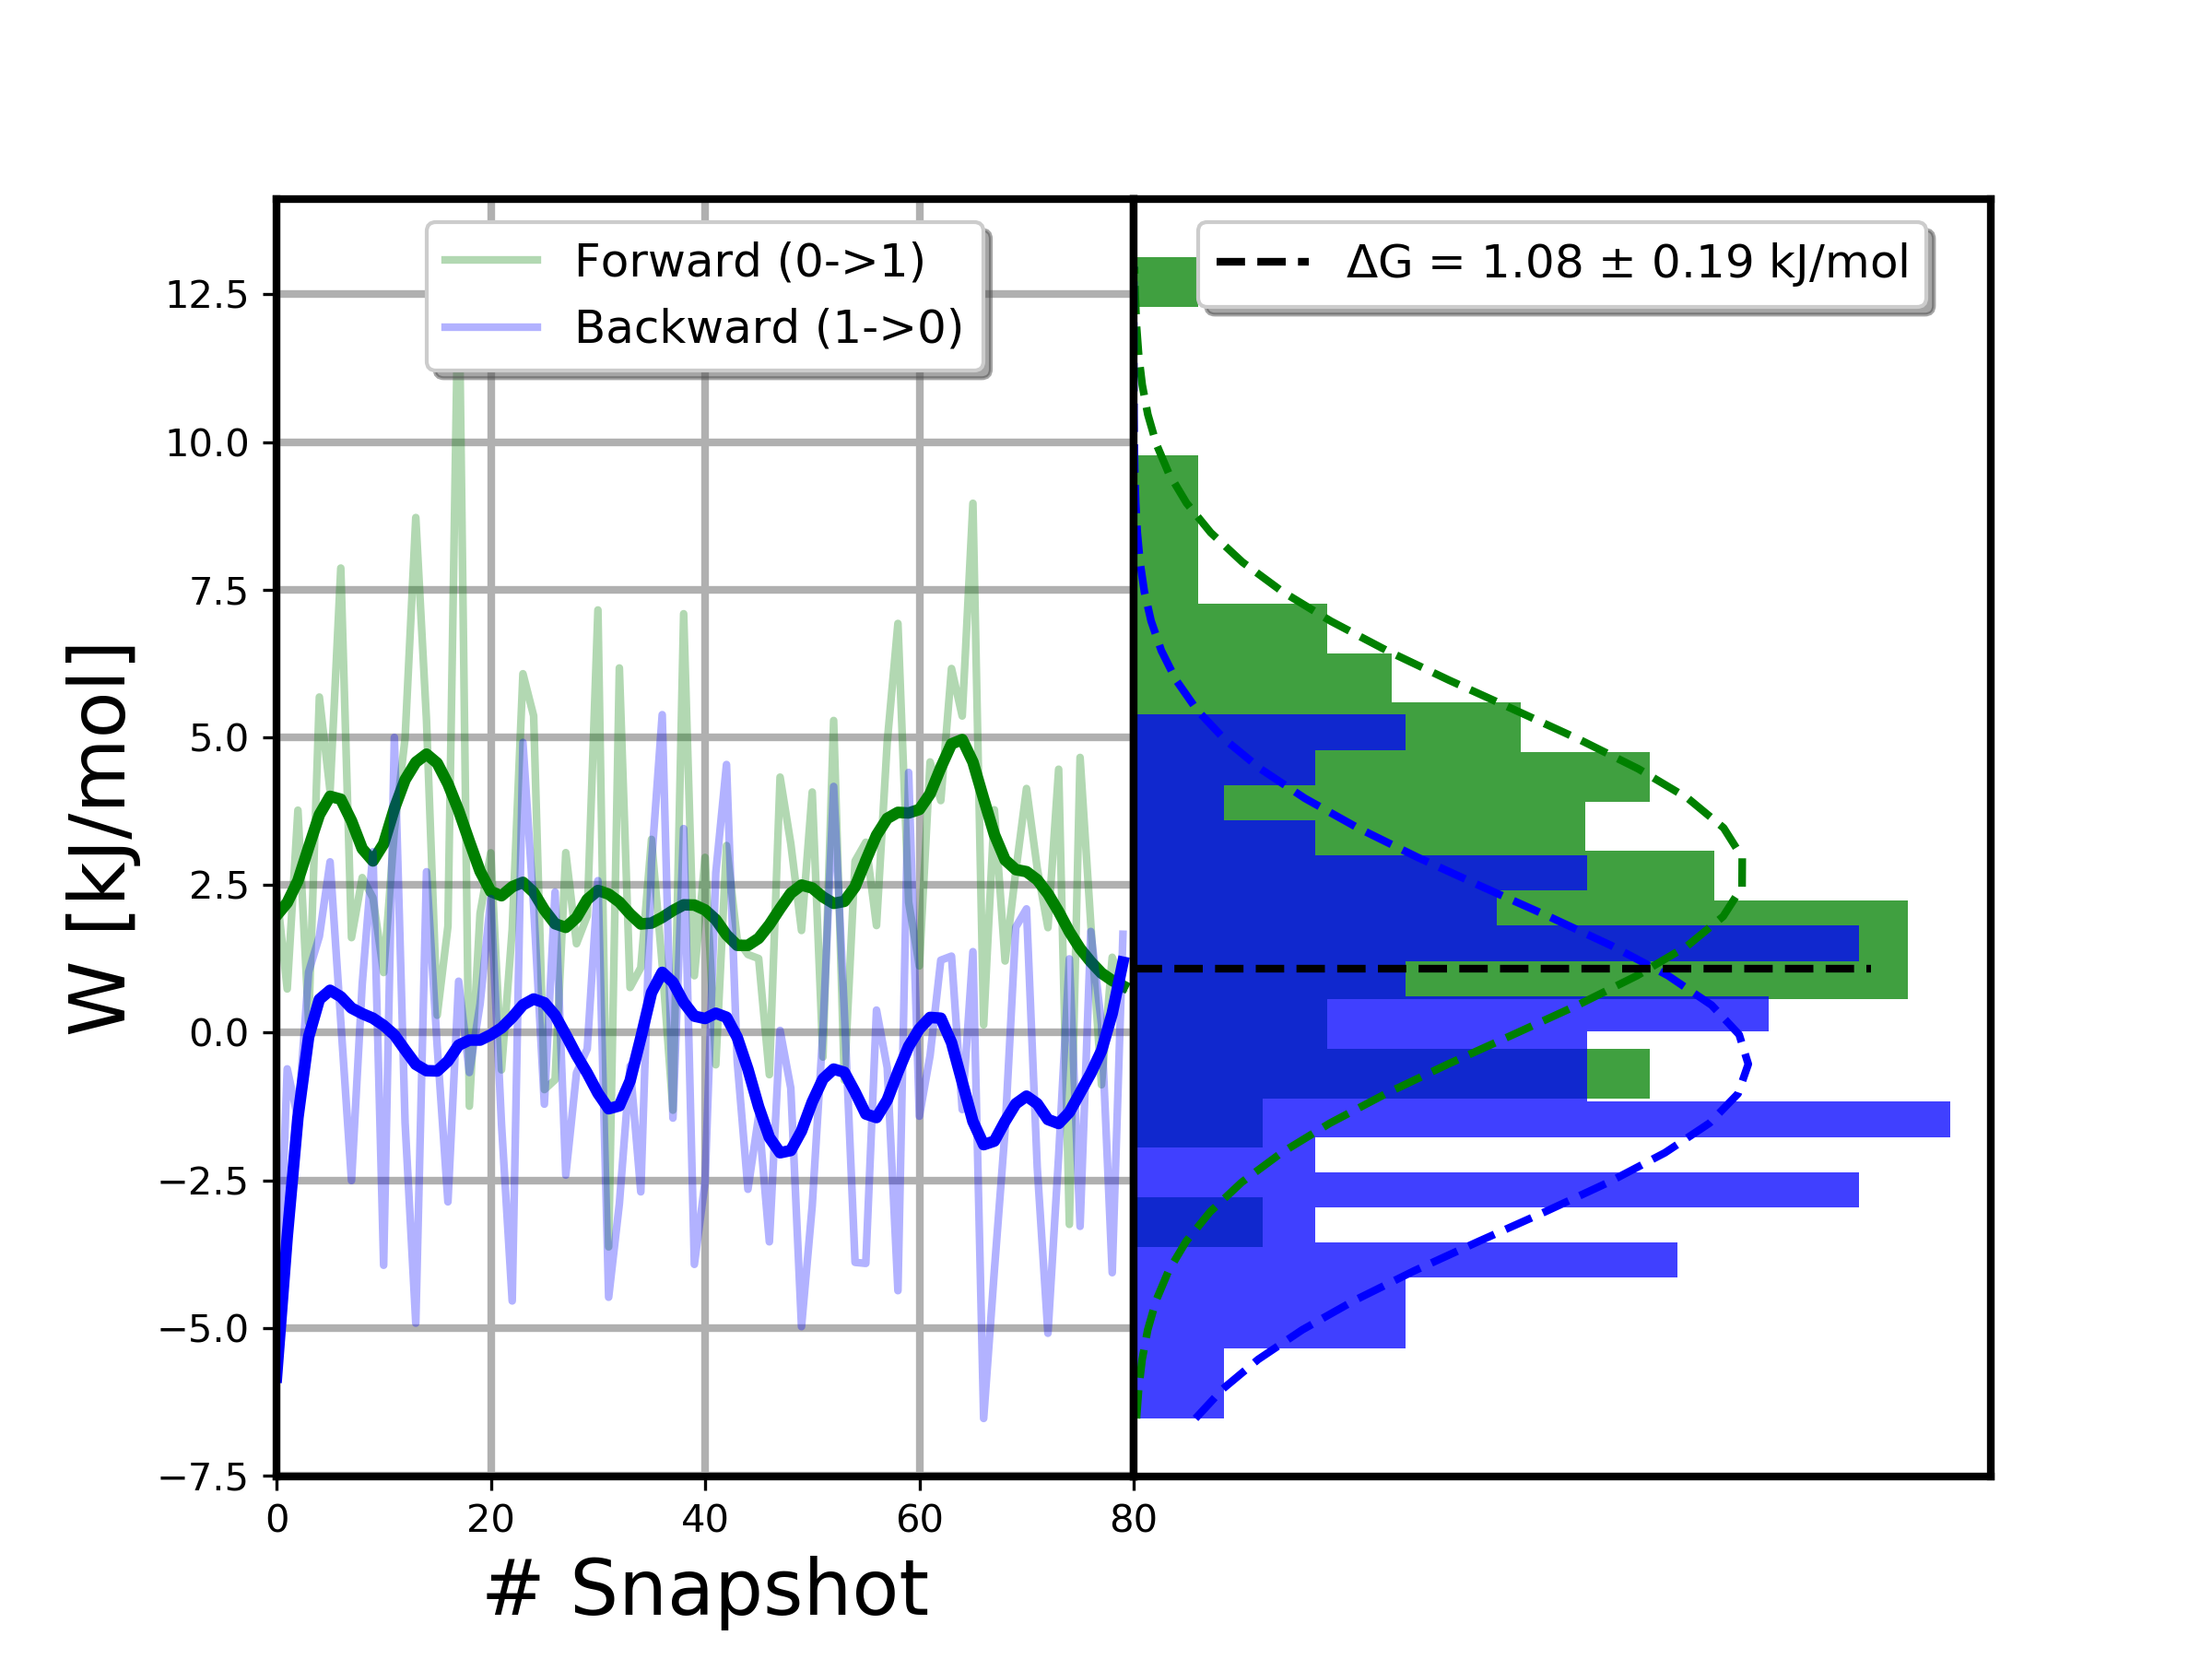 Forward (0->1)
Backward (1->0)
ΔG = 1.08 ± 0.19 kJ/mol
W [kJ/mol]
12.5
10.0
7.5
5.0
2.5
0.0
−2.5
−5.0
−7.5
0 20 40 60 80
# Snapshot